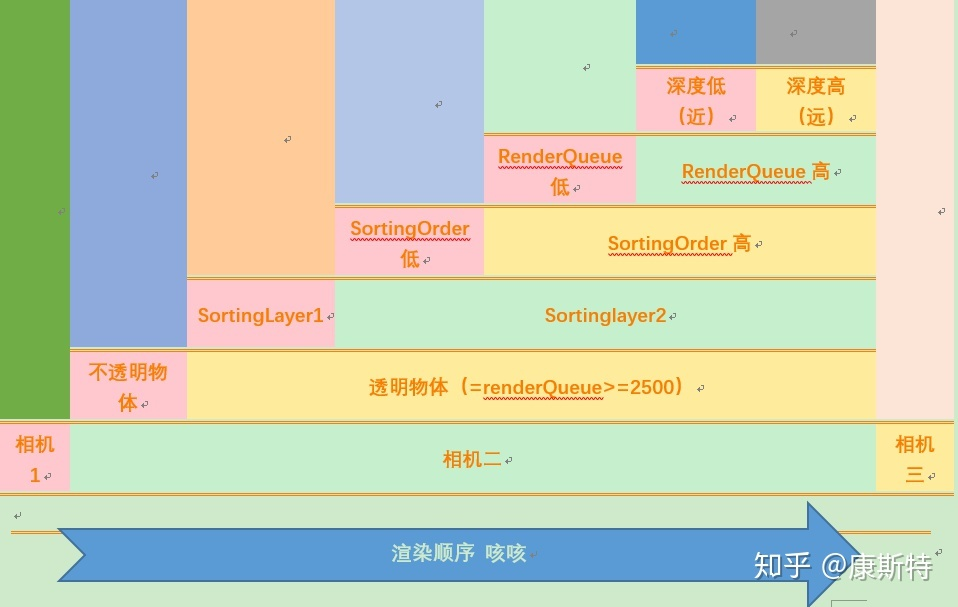 深度低
（近）
深度高
（远）
RenderQueue
低
RenderQueue 高
SortingOrder
低
SortingOrder 高
SortingLayer1
Sortinglayer2
不透明物
体
透明物体（=renderQueue>=2500）
相机
1
相机二
相机
三
渲染顺序 咳咳
知乎 @康斯特